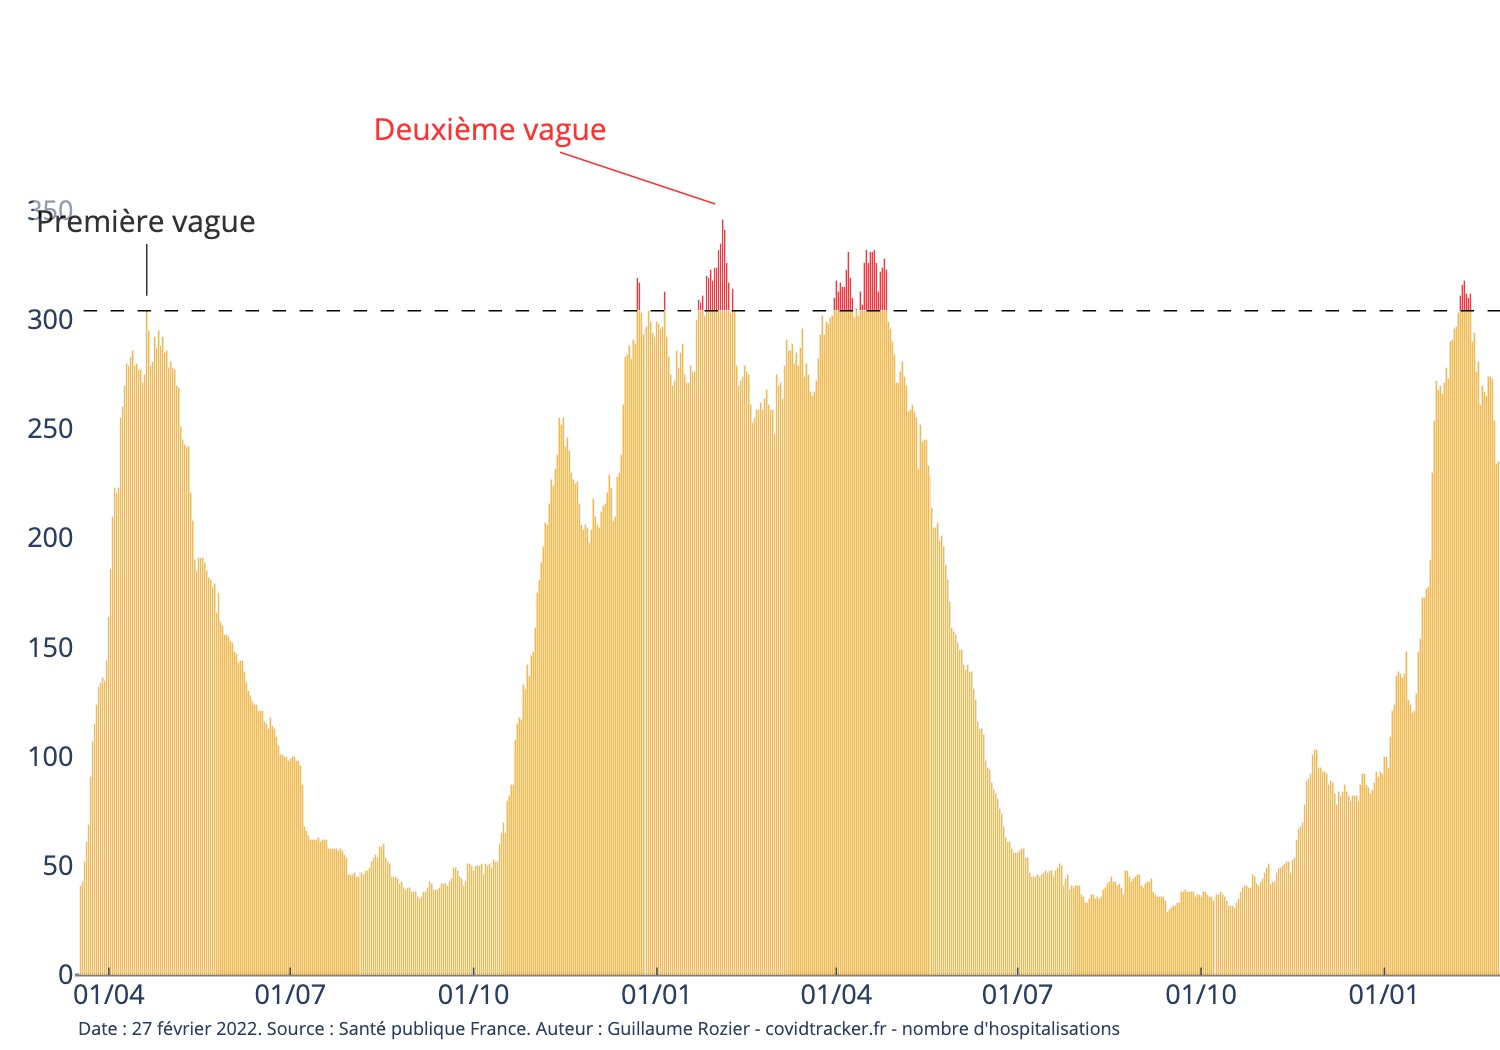 Deuxième vague
350
Première vague
300
250
200
150
100
50
0
01/04 01/07 01/10 01/01 01/04 01/07 01/10 01/01
Date : 27 février 2022. Source : Santé publique France. Auteur : Guillaume Rozier - covidtracker.fr - nombre d'hospitalisations